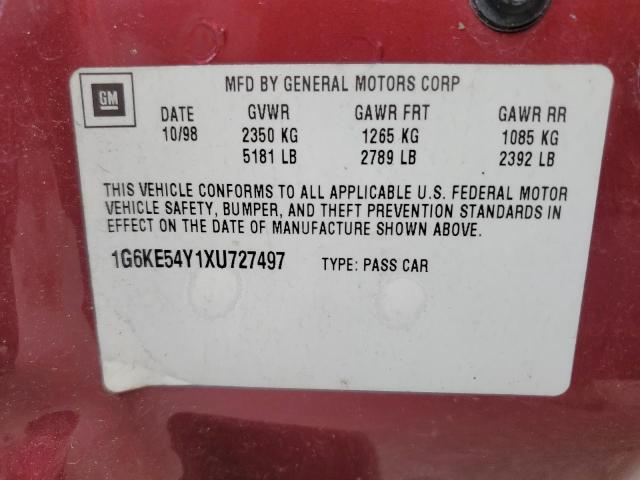 GM
MFD BY GENERAL MOTORS CORP
DATE GVWR GAWR FRT GAWR RR
10/98 2350 KG 1265 KG 1085 KG
5181 LB 2789 LB 2392 LB
THIS VEHICLE CONFORMS TO ALL APPLICABLE U.S. FEDERAL MOTOR
VEHICLE SAFETY, BUMPER, AND THEFT PREVENTION STANDARDS IN
EFFECT ON THE DATE OF MANUFACTURE SHOWN ABOVE.
1G6KE54Y1XU727497 TYPE: PASS CAR